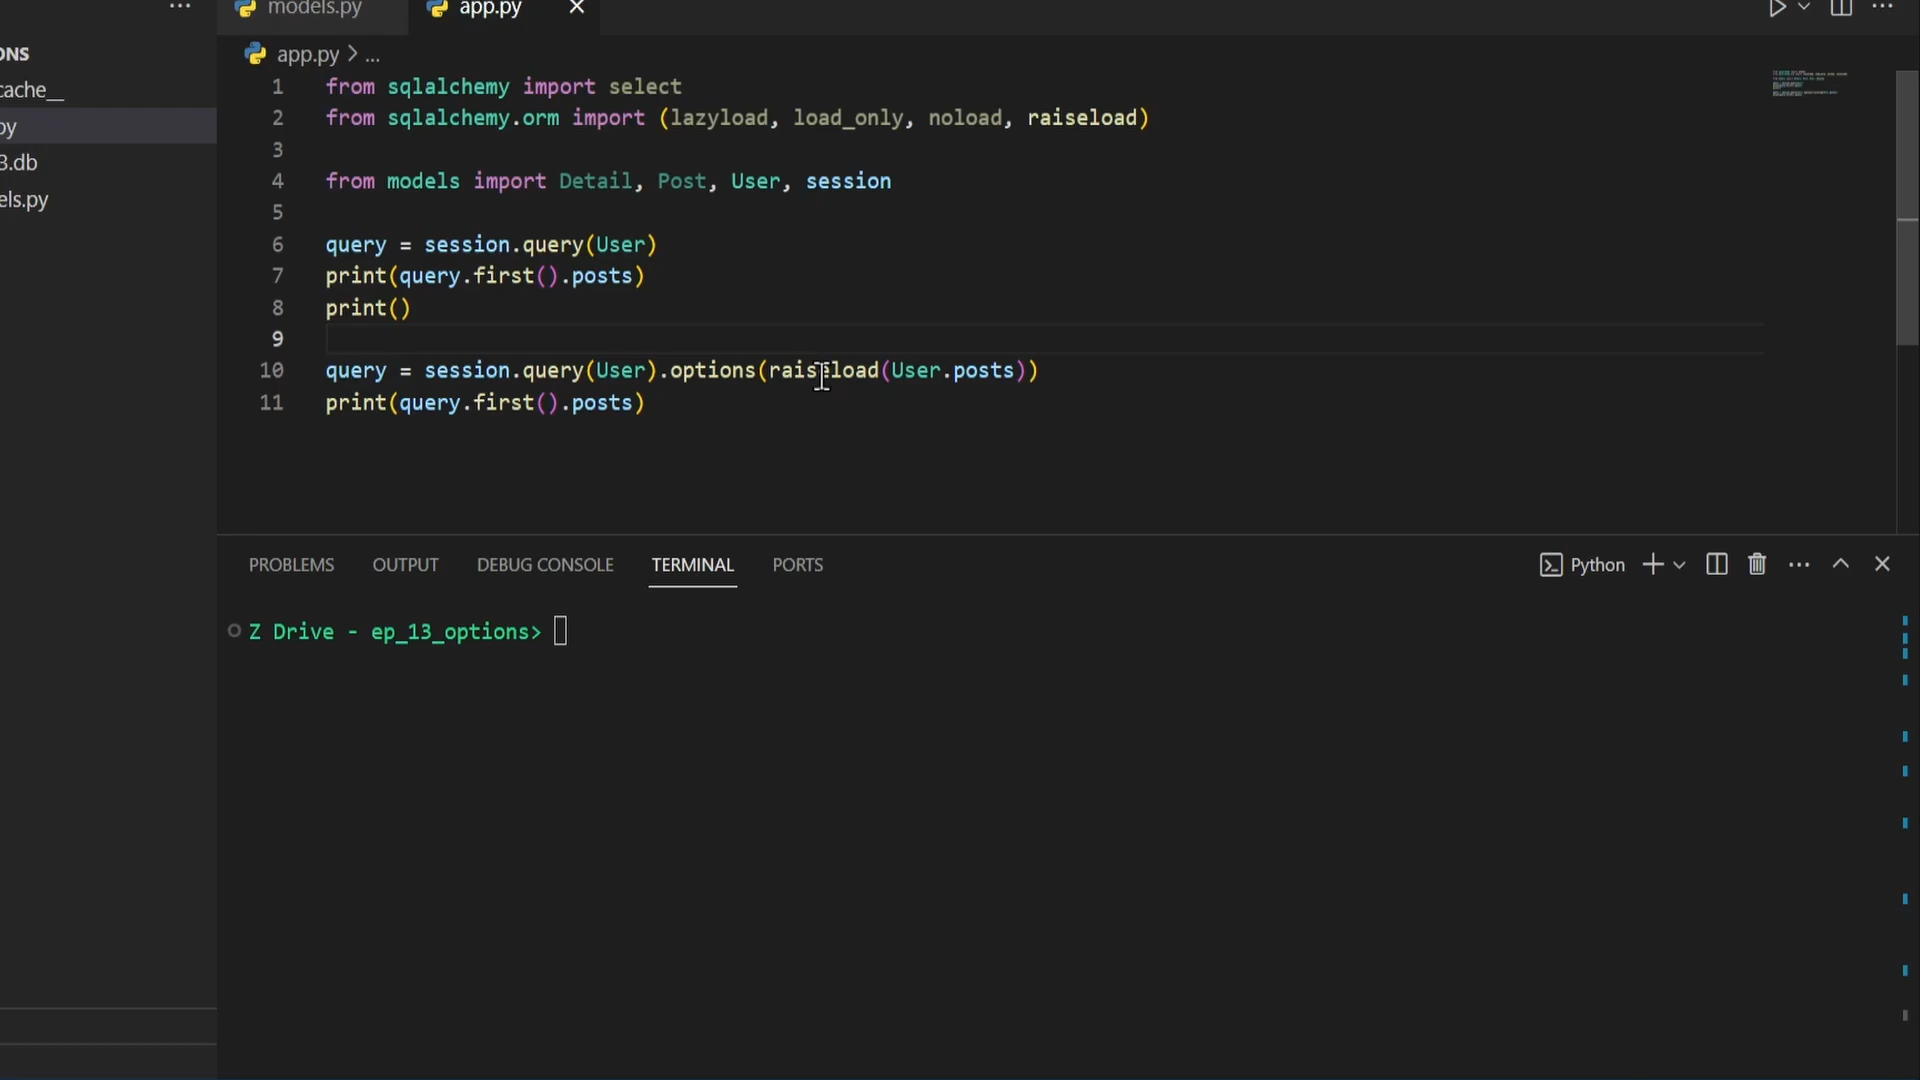 models.py app.py
ONS
cache__
py
3.db
els.py
app.py > ...
1 from sqlalchemy import select
2 from sqlalchemy.orm import (lazyload, load_only, noload, raiseload)
3
4 from models import Detail, Post, User, session
5
6 query = session.query(User)
7 print(query.first().posts)
8 print()
9
10 query = session.query(User).options(raiseload(User.posts))
11 print(query.first().posts)
PROBLEMS OUTPUT DEBUG CONSOLE TERMINAL PORTS Python
Z Drive - ep_13_options>